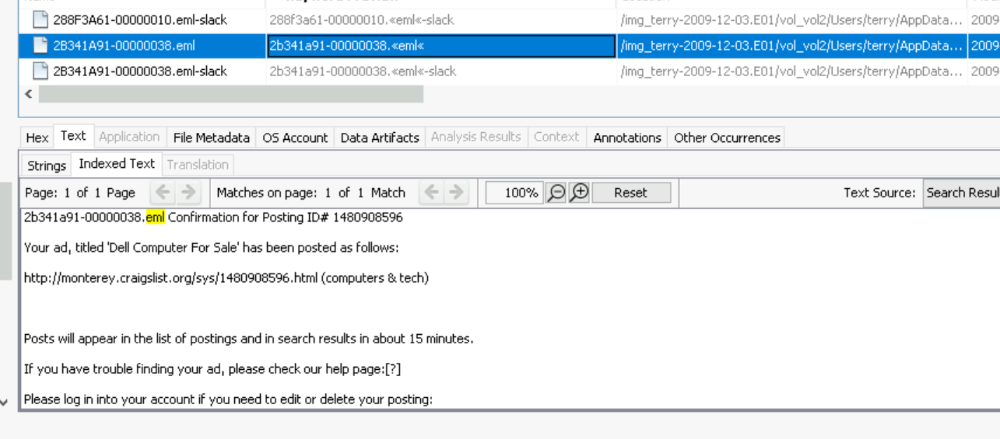 288F3A61-00000010.eml-slack 288f3a61-00000010.«eml«-slack /img_terry-2009-12-03.E01/vol_vol2/Users/terry/AppData... 2009
2B341A91-00000038.eml 2b341a91-00000038.«eml« /img_terry-2009-12-03.E01/vol_vol2/Users/terry/AppData... 2009
2B341A91-00000038.eml-slack 2b341a91-00000038.«eml«-slack /img_terry-2009-12-03.E01/vol_vol2/Users/terry/AppData... 2009
Hex Text Application File Metadata OS Account Data Artifacts Analysis Results Context Annotations Other Occurrences
Strings Indexed Text Translation
Page: 1 of 1 Page Matches on page: 1 of 1 Match 100% Reset Text Source: Search Resul
2b341a91-00000038.eml Confirmation for Posting ID# 1480908596
Your ad, titled 'Dell Computer For Sale' has been posted as follows:
http://monterey.craigslist.org/sys/1480908596.html (computers & tech)
Posts will appear in the list of postings and in search results in about 15 minutes.
If you have trouble finding your ad, please check our help page:[?]
Please log in into your account if you need to edit or delete your posting: